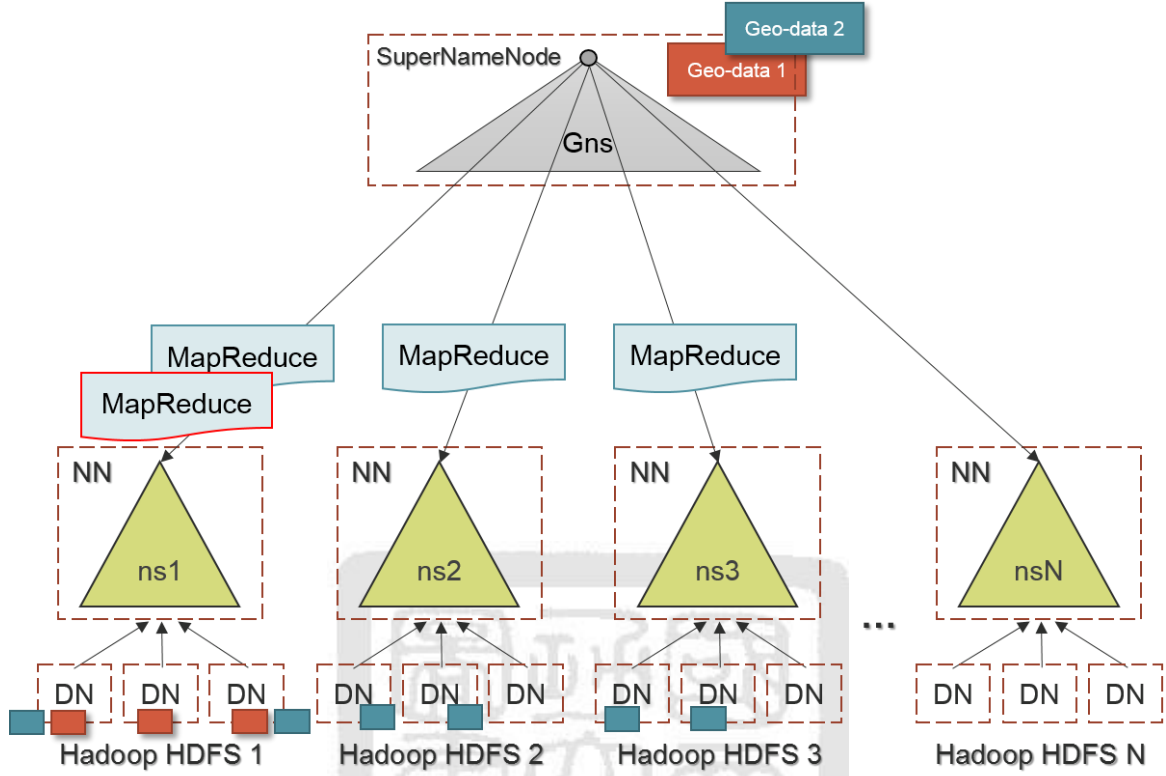 Geo-data 2
SuperNameNode
Geo-data 1
Gns
MapReduce
MapReduce
MapReduce
MapReduce
NN
NN
NN
NN
ns1
ns2
ns3
nsN
...
DN DN DN
DN DN DN
DN DN DN
DN DN DN
Hadoop HDFS 1
Hadoop HDFS 2
Hadoop HDFS 3
Hadoop HDFS N